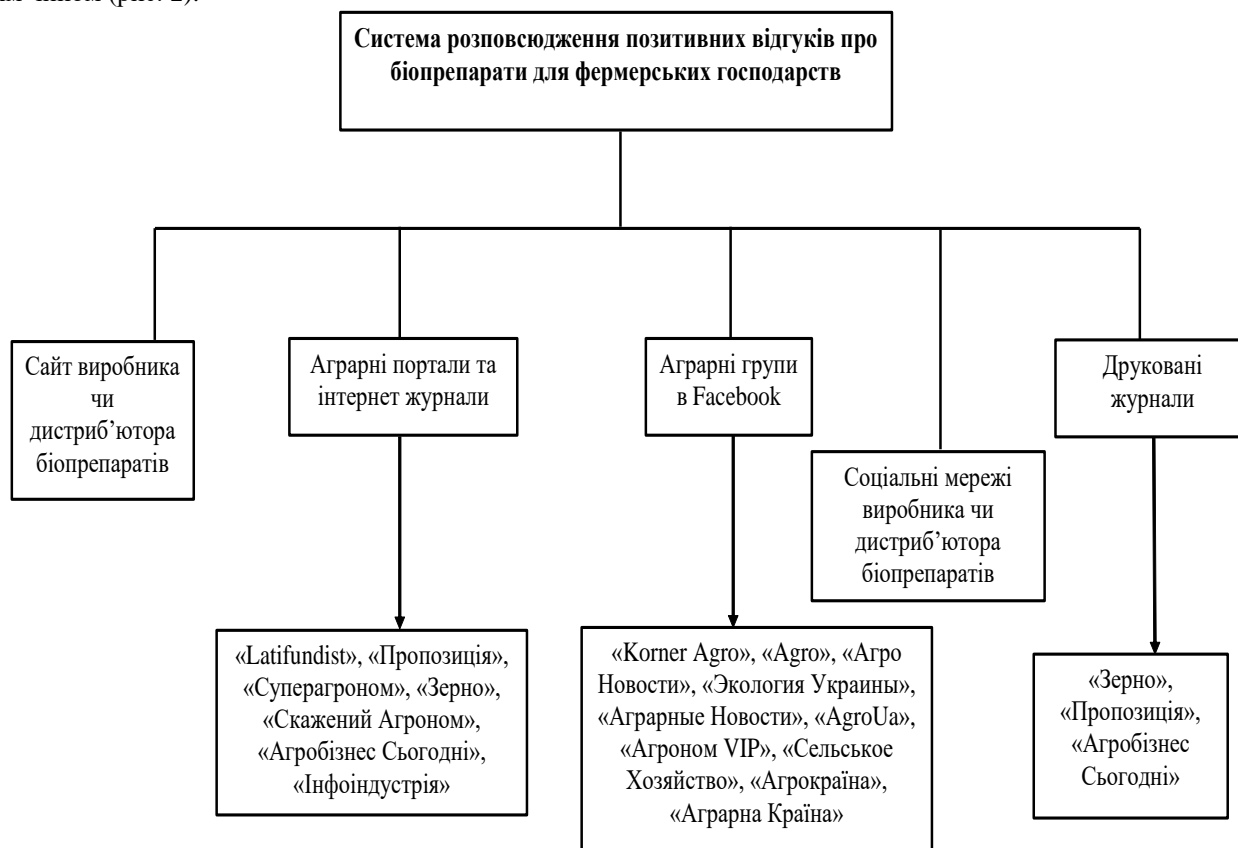 Система розповсюдження позитивних відгуків про
біопрепарати для фермерських господарств
Сайт виробника
чи
дистриб’ютора
біопрепаратів
Аграрні портали та
інтернет журнали
Аграрні групи
в Facebook
Соціальні мережі
виробника чи
дистриб’ютора
біопрепаратів
Друковані
журнали
«Latifundist», «Пропозиція»,
«Суперагроном», «Зерно»,
«Скажений Агроном»,
«Агробізнес Сьогодні»,
«Інфоіндустрія»
«Korner Agro», «Agro», «Агро
Новости», «Экология Украины»,
«Аграрные Новости», «AgroUa»,
«Агроном VIP», «Сельськое
Хозяйство», «Агрокраїна»,
«Аграрна Країна»
«Зерно»,
«Пропозиція»,
«Агробізнес
Сьогодні»